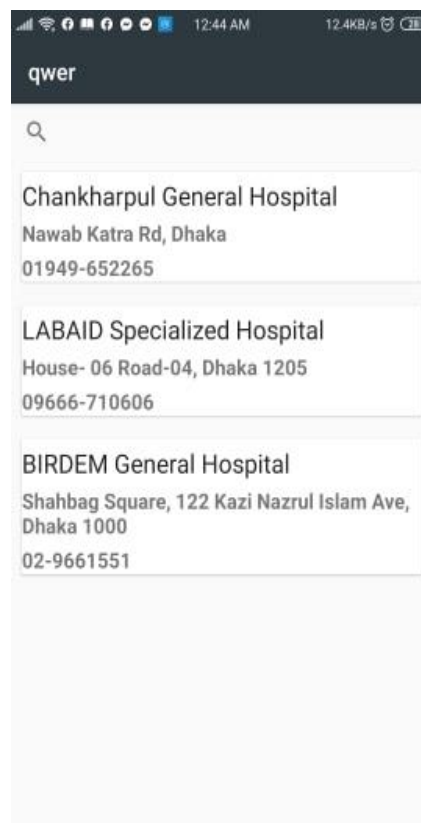 12:44 AM 12.4KB/s 28
qwer
Chankharpul General Hospital
Nawab Katra Rd, Dhaka
01949-652265
LABAID Specialized Hospital
House- 06 Road-04, Dhaka 1205
09666-710606
BIRDEM General Hospital
Shahbag Square, 122 Kazi Nazrul Islam Ave,
Dhaka 1000
02-9661551